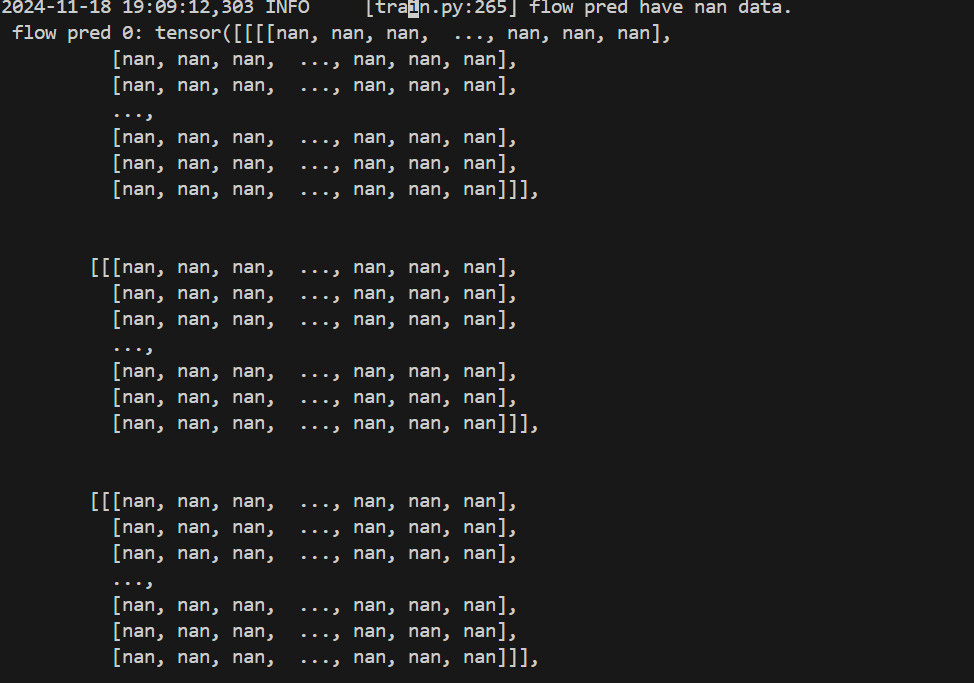 2024-11-18 19:09:12,303 INFO     [train.py:265] flow pred have nan data.
 flow pred 0: tensor([[[[nan, nan, nan,  ..., nan, nan, nan],
          [nan, nan, nan,  ..., nan, nan, nan],
          [nan, nan, nan,  ..., nan, nan, nan],
          ...,
          [nan, nan, nan,  ..., nan, nan, nan],
          [nan, nan, nan,  ..., nan, nan, nan],
          [nan, nan, nan,  ..., nan, nan, nan]]],
        [[[nan, nan, nan,  ..., nan, nan, nan],
          [nan, nan, nan,  ..., nan, nan, nan],
          [nan, nan, nan,  ..., nan, nan, nan],
          ...,
          [nan, nan, nan,  ..., nan, nan, nan],
          [nan, nan, nan,  ..., nan, nan, nan],
          [nan, nan, nan,  ..., nan, nan, nan]]],
        [[[nan, nan, nan,  ..., nan, nan, nan],
          [nan, nan, nan,  ..., nan, nan, nan],
          [nan, nan, nan,  ..., nan, nan, nan],
          ...,
          [nan, nan, nan,  ..., nan, nan, nan],
          [nan, nan, nan,  ..., nan, nan, nan],
          [nan, nan, nan,  ..., nan, nan, nan]]],